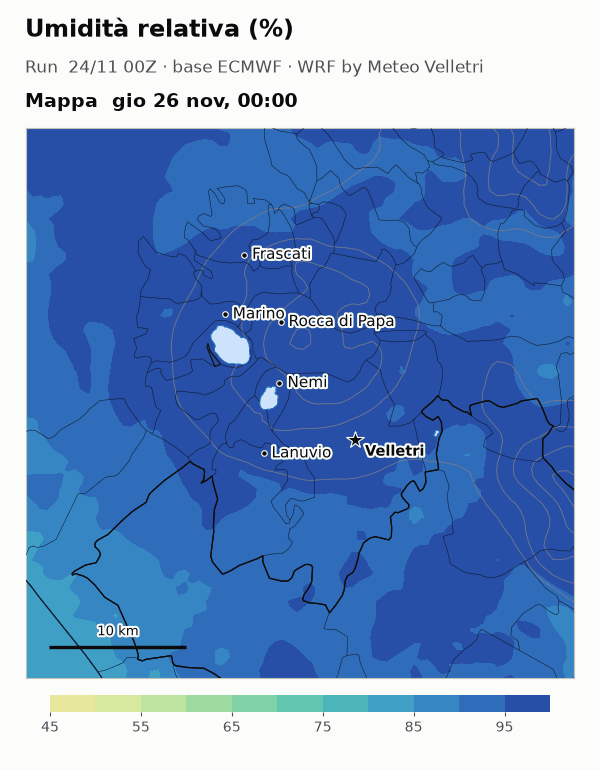 Umidità relativa (%)
Run  24/11 00Z · base ECMWF · WRF by Meteo Velletri
Mappa  gio 26 nov, 00:00
Frascati
Marino
Rocca di Papa
Nemi
Velletri
Lanuvio
10 km
45 55 65 75 85 95